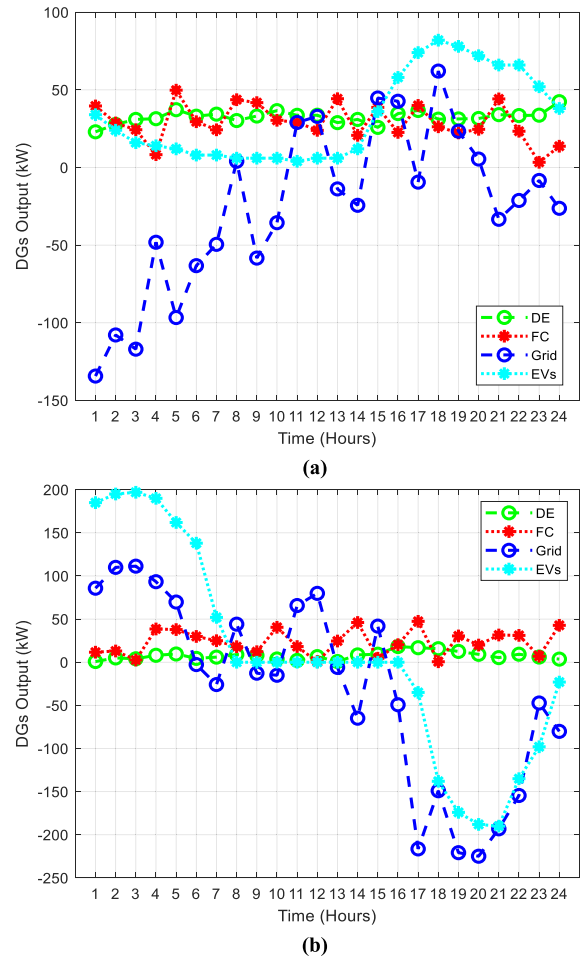 100
50
0
-50
-100
-150
DGs Output (kW)
DE
FC
Grid
EVs
1 2 3 4 5 6 7 8 9 10 11 12 13 14 15 16 17 18 19 20 21 22 23 24
Time (Hours)
(a)
200
150
100
50
0
-50
-100
-150
-200
-250
DGs Output (kW)
DE
FC
Grid
EVs
1 2 3 4 5 6 7 8 9 10 11 12 13 14 15 16 17 18 19 20 21 22 23 24
Time (Hours)
(b)